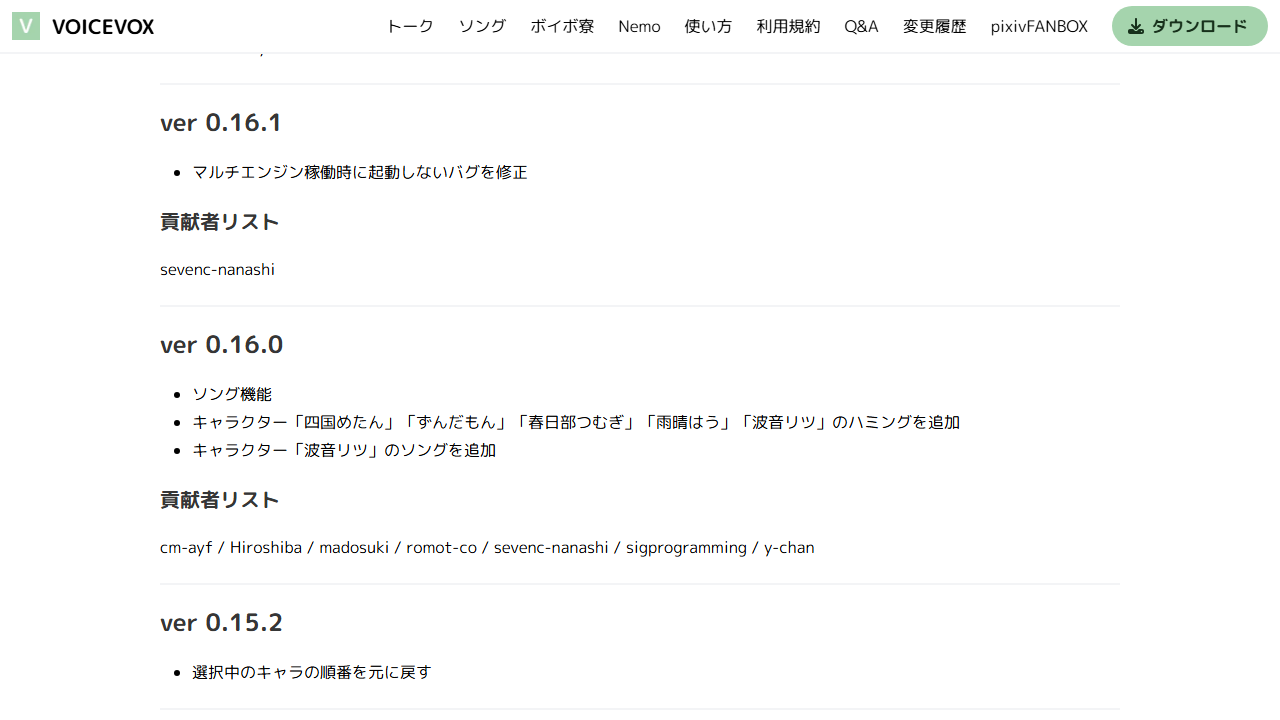 VOICEVOX
トーク ソング ボイボ寮 Nemo 使い方 利用規約 Q&A 変更履歴 pixivFANBOX ダウンロード
ver 0.16.1
マルチエンジン稼働時に起動しないバグを修正
貢献者リスト
sevenc-nanashi
ver 0.16.0
ソング機能
キャラクター「四国めたん」「ずんだもん」「春日部つむぎ」「雨晴はう」「波音リツ」のハミングを追加
キャラクター「波音リツ」のソングを追加
貢献者リスト
cm-ayf / Hiroshiba / madosuki / romot-co / sevenc-nanashi / sigprogramming / y-chan
ver 0.15.2
選択中のキャラの順番を元に戻す